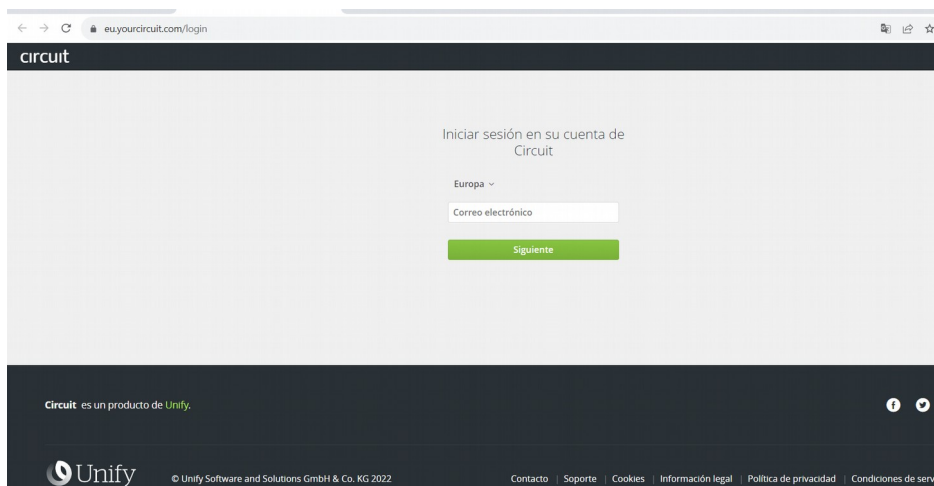 eu.yourcircuit.com/login
circuit
Iniciar sesión en su cuenta de
Circuit
Europa
Correo electrónico
Siguiente
Circuit es un producto de Unify.
Unify
© Unify Software and Solutions GmbH & Co. KG 2022
Contacto | Soporte | Cookies | Información legal | Política de privacidad | Condiciones de serv